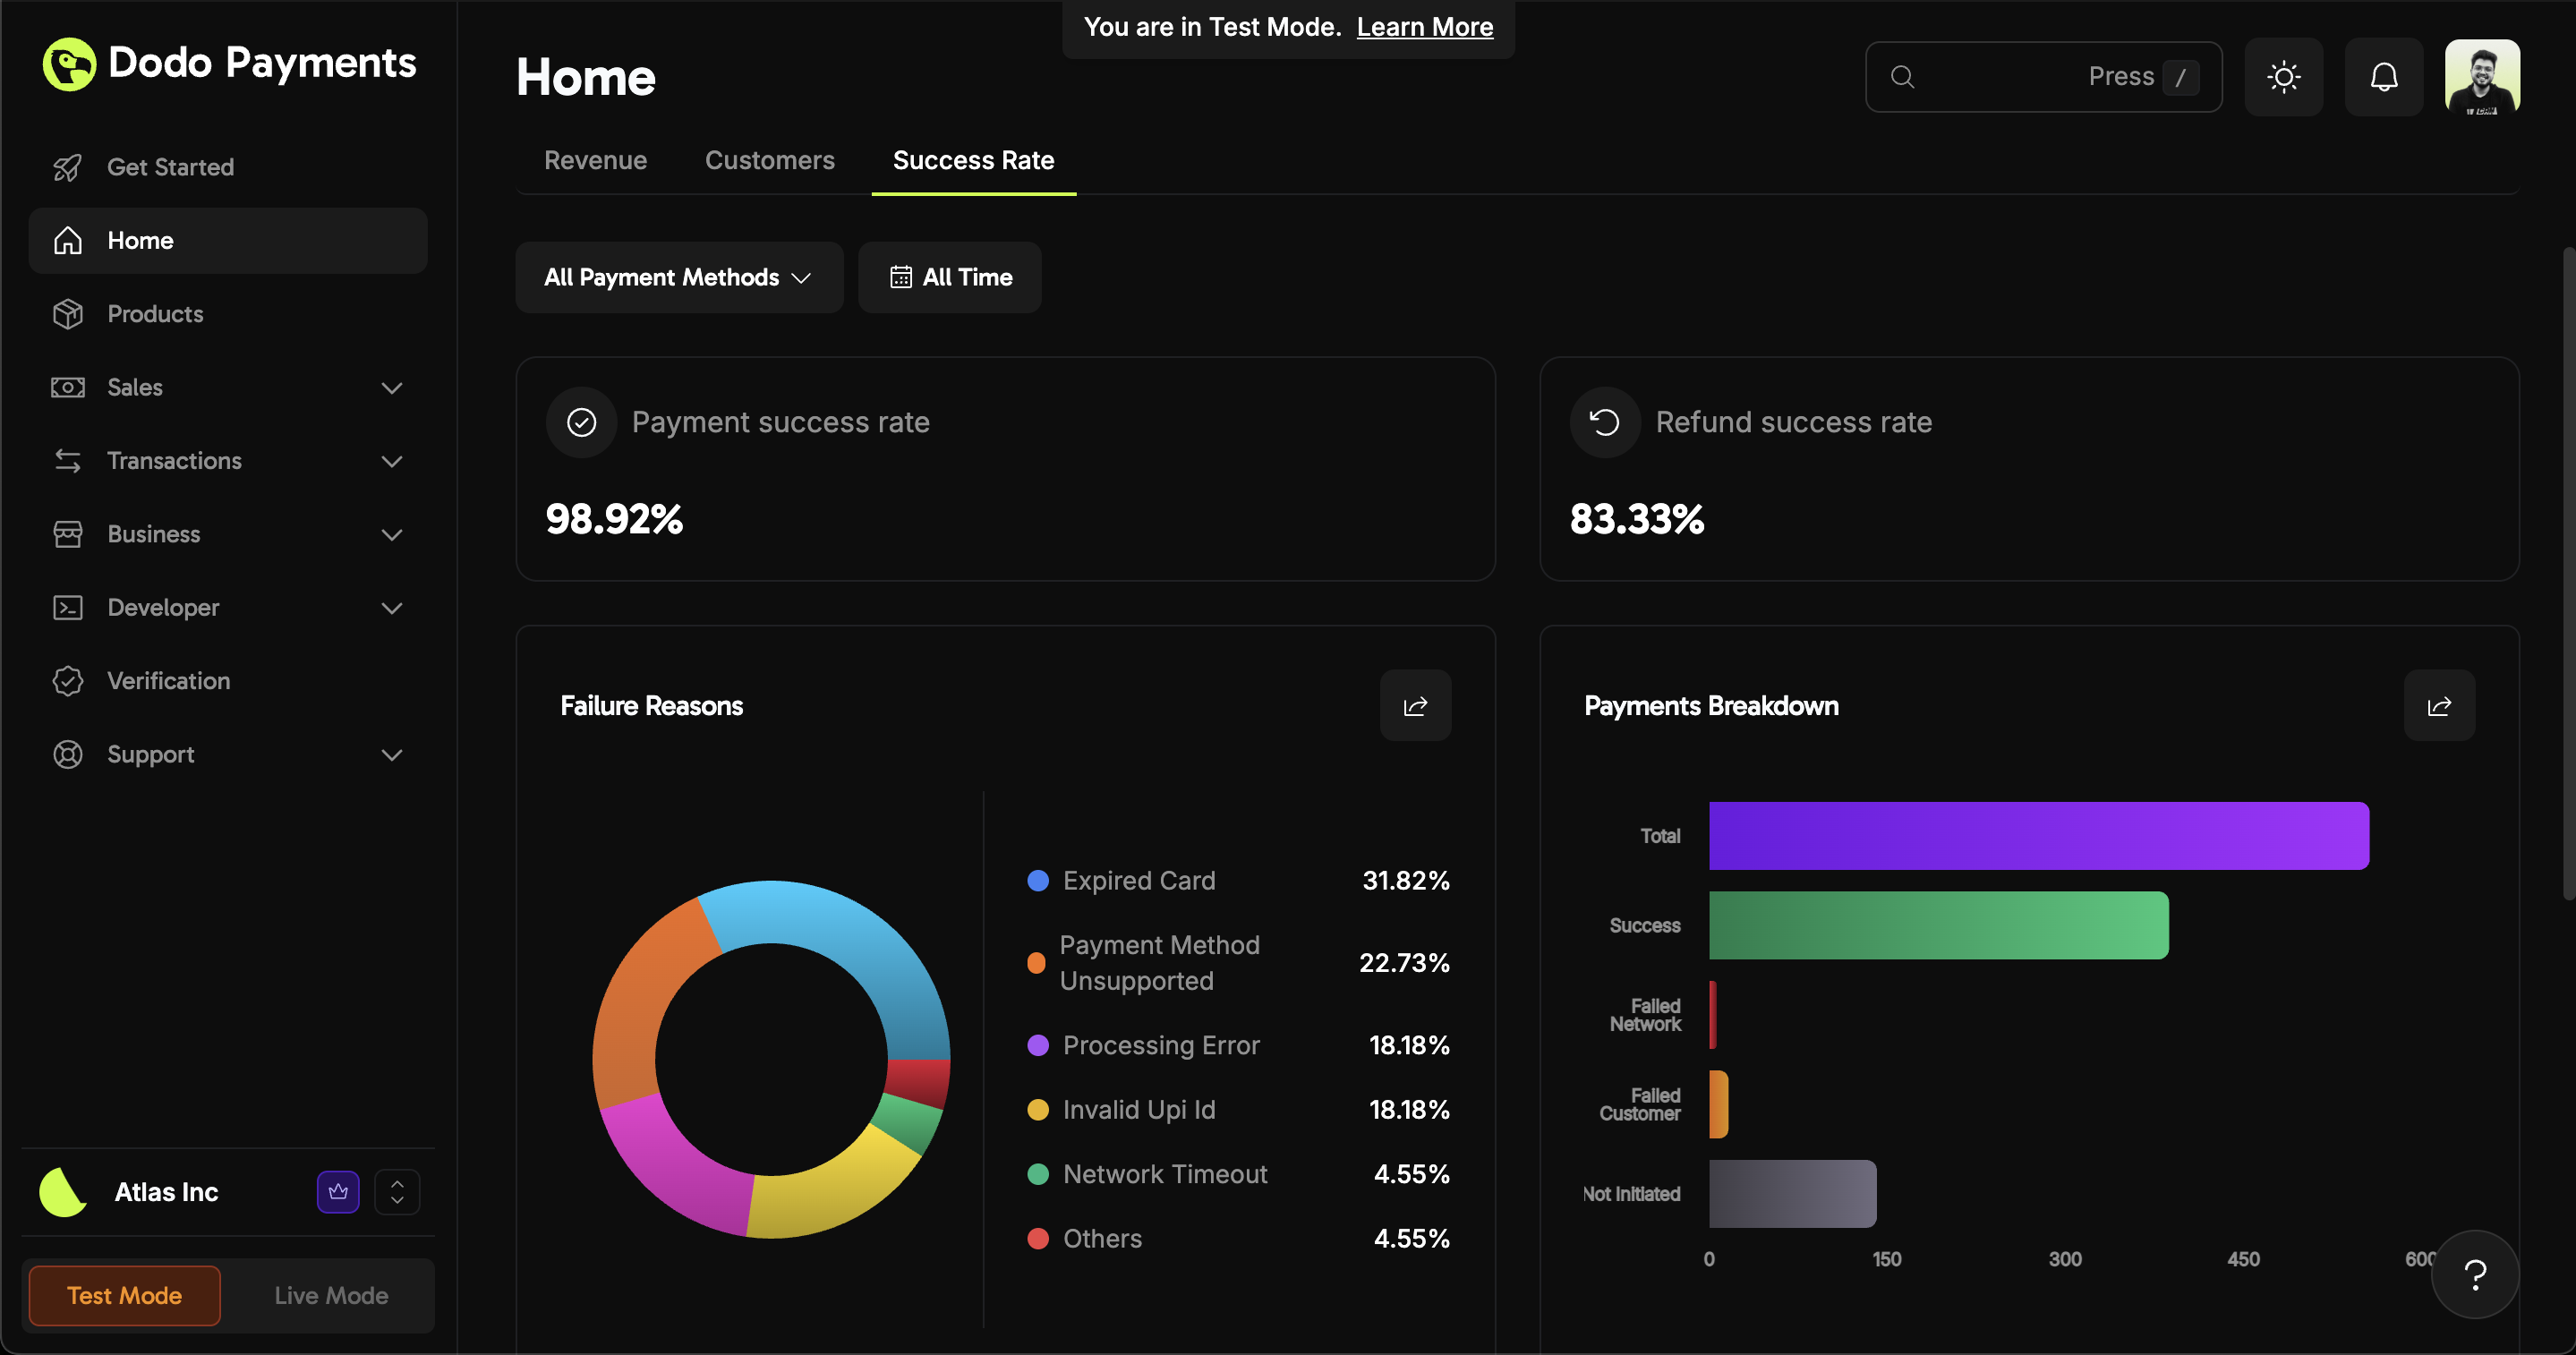 You are in Test Mode. Learn More
Dodo Payments
Get Started
Home
Products
Sales
Transactions
Business
Developer
Verification
Support
Atlas Inc
Test Mode
Live Mode
Home
Press /
Revenue
Customers
Success Rate
All Payment Methods
All Time
Payment success rate
98.92%
Refund success rate
83.33%
Failure Reasons
Expired Card 31.82%
Payment Method
Unsupported 22.73%
Processing Error 18.18%
Invalid Upi Id 18.18%
Network Timeout 4.55%
Others 4.55%
Payments Breakdown
Total
Success
Failed
Network
Failed
Customer
Not Initiated
0 150 300 450 600
?